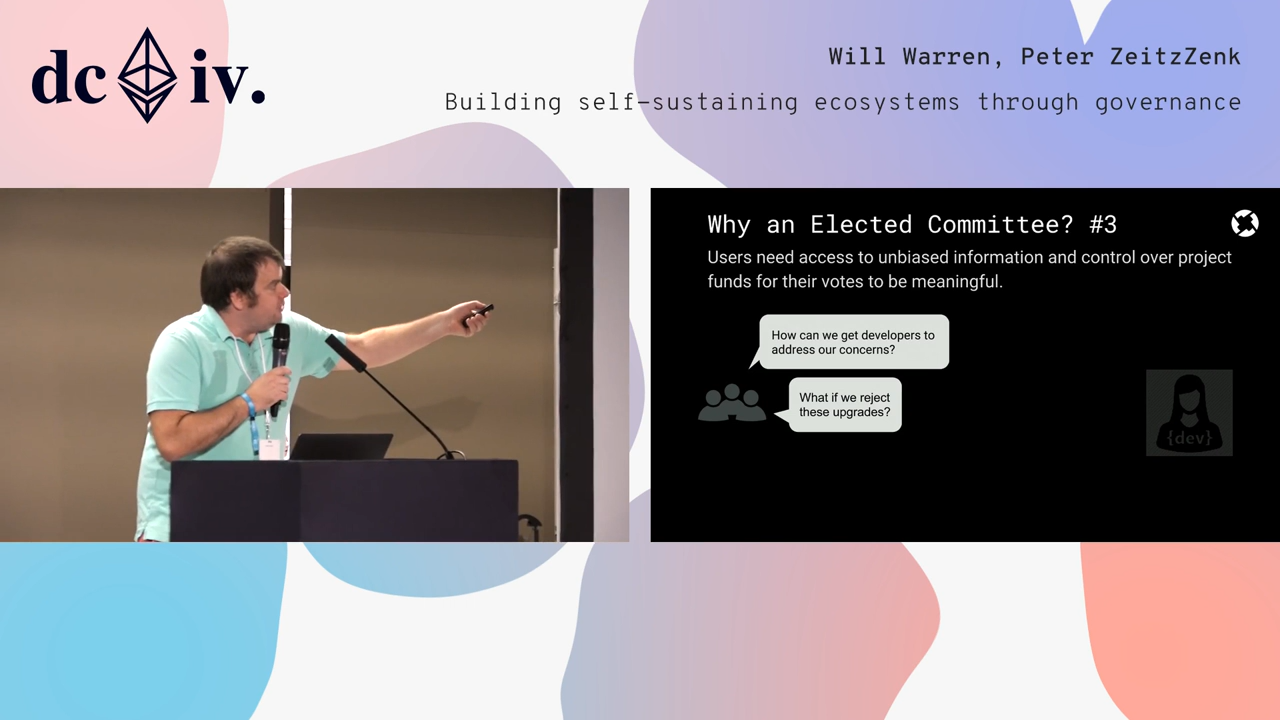 dc iv.
Will Warren, Peter ZeitzZenk
Building self-sustaining ecosystems through governance
Why an Elected Committee? #3
Users need access to unbiased information and control over project
funds for their votes to be meaningful.
How can we get developers to
address our concerns?
What if we reject
these upgrades?
{dev}